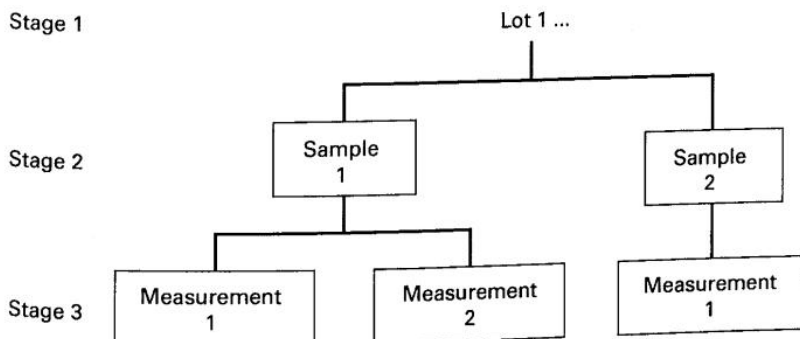 Stage 1
Lot 1 ...
Stage 2
Sample
1
Sample
2
Stage 3
Measurement
1
Measurement
2
Measurement
1